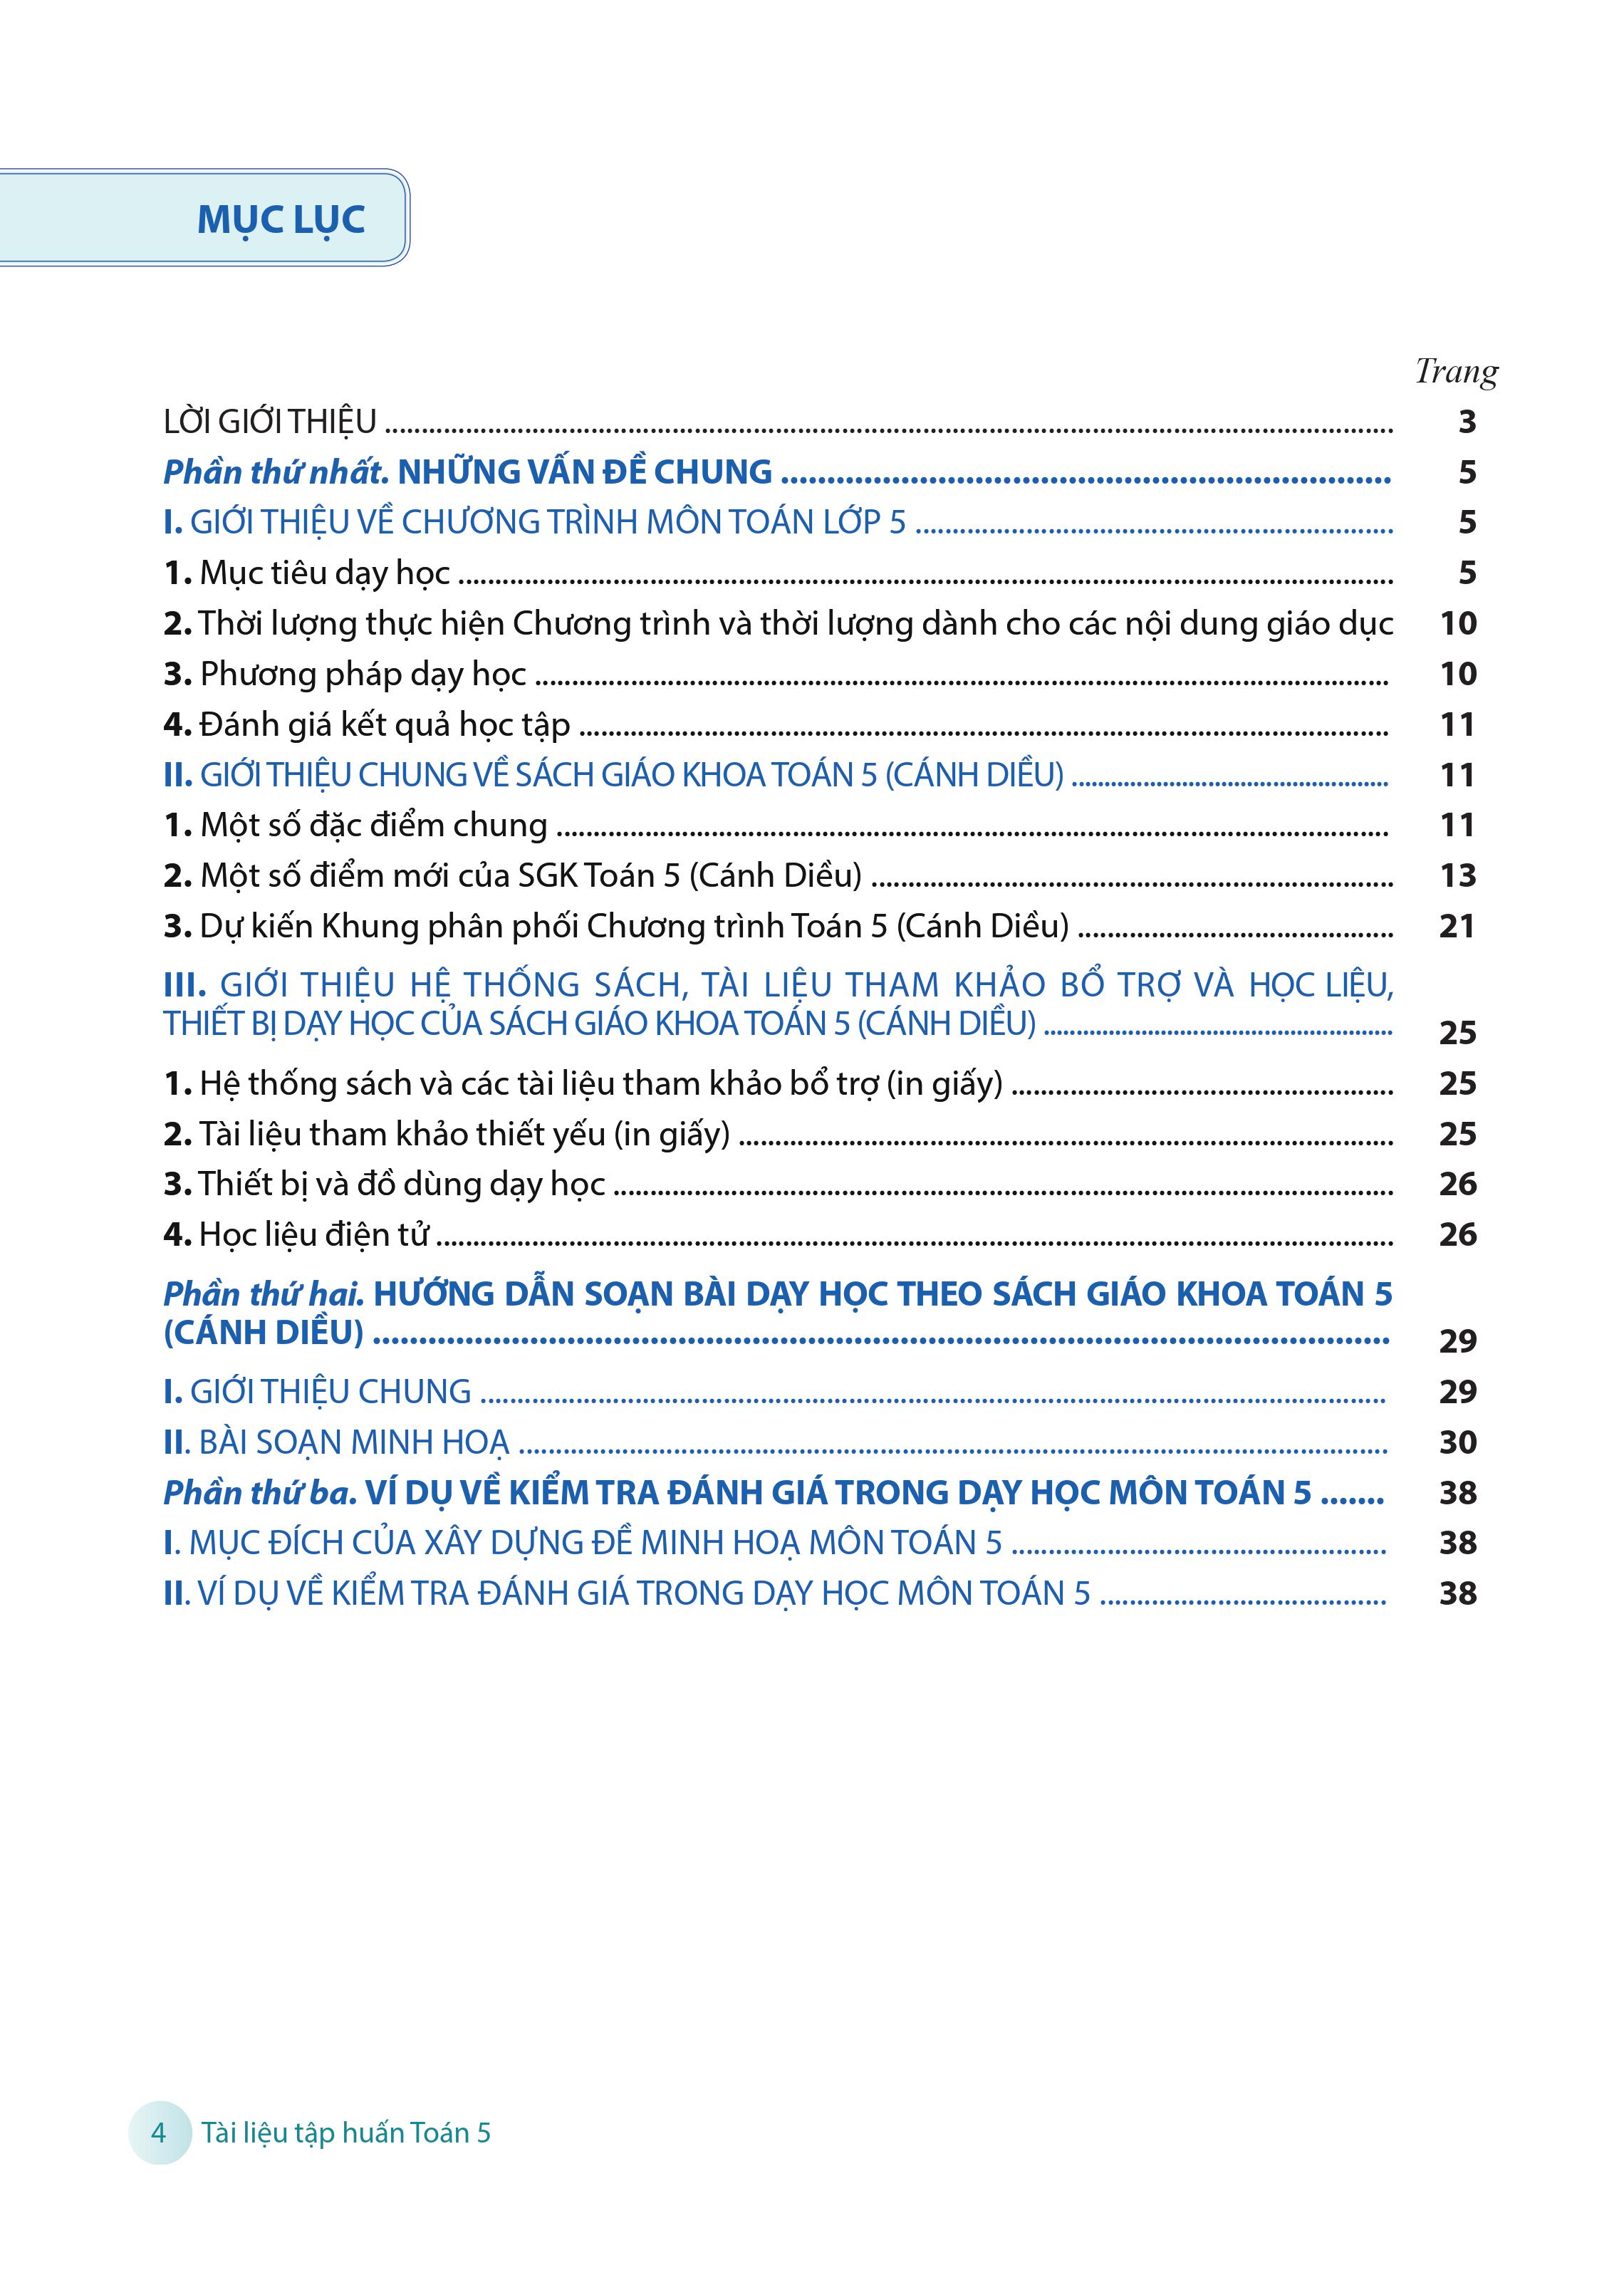 MỤC LỤC
Trang
LỜI GIỚI THIỆU ........ 3
Phần thứ nhất. NHỮNG VẤN ĐỀ CHUNG ........ 5
I. GIỚI THIỆU VỀ CHƯƠNG TRÌNH MÔN TOÁN LỚP 5 ........ 5
1. Mục tiêu dạy học ........ 5
2. Thời lượng thực hiện Chương trình và thời lượng dành cho các nội dung giáo dục 10
3. Phương pháp dạy học ........ 10
4. Đánh giá kết quả học tập ........ 11
II. GIỚI THIỆU CHUNG VỀ SÁCH GIÁO KHOA TOÁN 5 (CÁNH DIỀU) ........ 11
1. Một số đặc điểm chung ........ 11
2. Một số điểm mới của SGK Toán 5 (Cánh Diều) ........ 13
3. Dự kiến Khung phân phối Chương trình Toán 5 (Cánh Diều) ........ 21
III. GIỚI THIỆU HỆ THỐNG SÁCH, TÀI LIỆU THAM KHẢO BỔ TRỢ VÀ HỌC LIỆU,
THIẾT BỊ DẠY HỌC CỦA SÁCH GIÁO KHOA TOÁN 5 (CÁNH DIỀU) ........ 25
1. Hệ thống sách và các tài liệu tham khảo bổ trợ (in giấy) ........ 25
2. Tài liệu tham khảo thiết yếu (in giấy) ........ 25
3. Thiết bị và đồ dùng dạy học ........ 26
4. Học liệu điện tử ........ 26
Phần thứ hai. HƯỚNG DẪN SOẠN BÀI DẠY HỌC THEO SÁCH GIÁO KHOA TOÁN 5
(CÁNH DIỀU) ........ 29
I. GIỚI THIỆU CHUNG ........ 29
II. BÀI SOẠN MINH HOẠ ........ 30
Phần thứ ba. VÍ DỤ VỀ KIỂM TRA ĐÁNH GIÁ TRONG DẠY HỌC MÔN TOÁN 5 ....... 38
I. MỤC ĐÍCH CỦA XÂY DỰNG ĐỀ MINH HOẠ MÔN TOÁN 5 ........ 38
II. VÍ DỤ VỀ KIỂM TRA ĐÁNH GIÁ TRONG DẠY HỌC MÔN TOÁN 5 ........ 38
4 Tài liệu tập huấn Toán 5